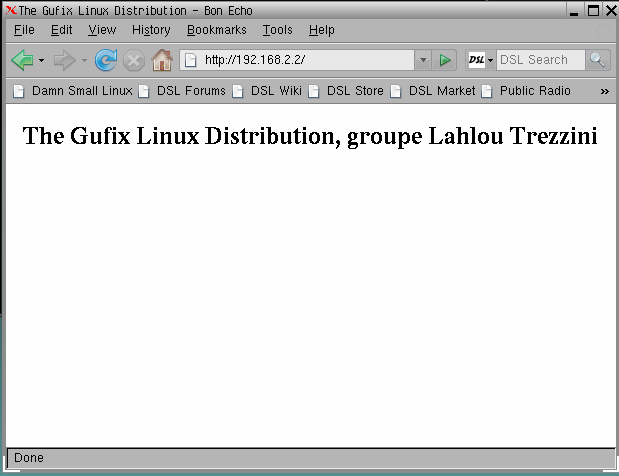 The Gufix Linux Distribution - Bon Echo
File Edit View History Bookmarks Tools Help
http://192.168.2.2/ DSL DSL Search
Damn Small Linux DSL Forums DSL Wiki DSL Store DSL Market Public Radio »
The Gufix Linux Distribution, groupe Lahlou Trezzini
Done